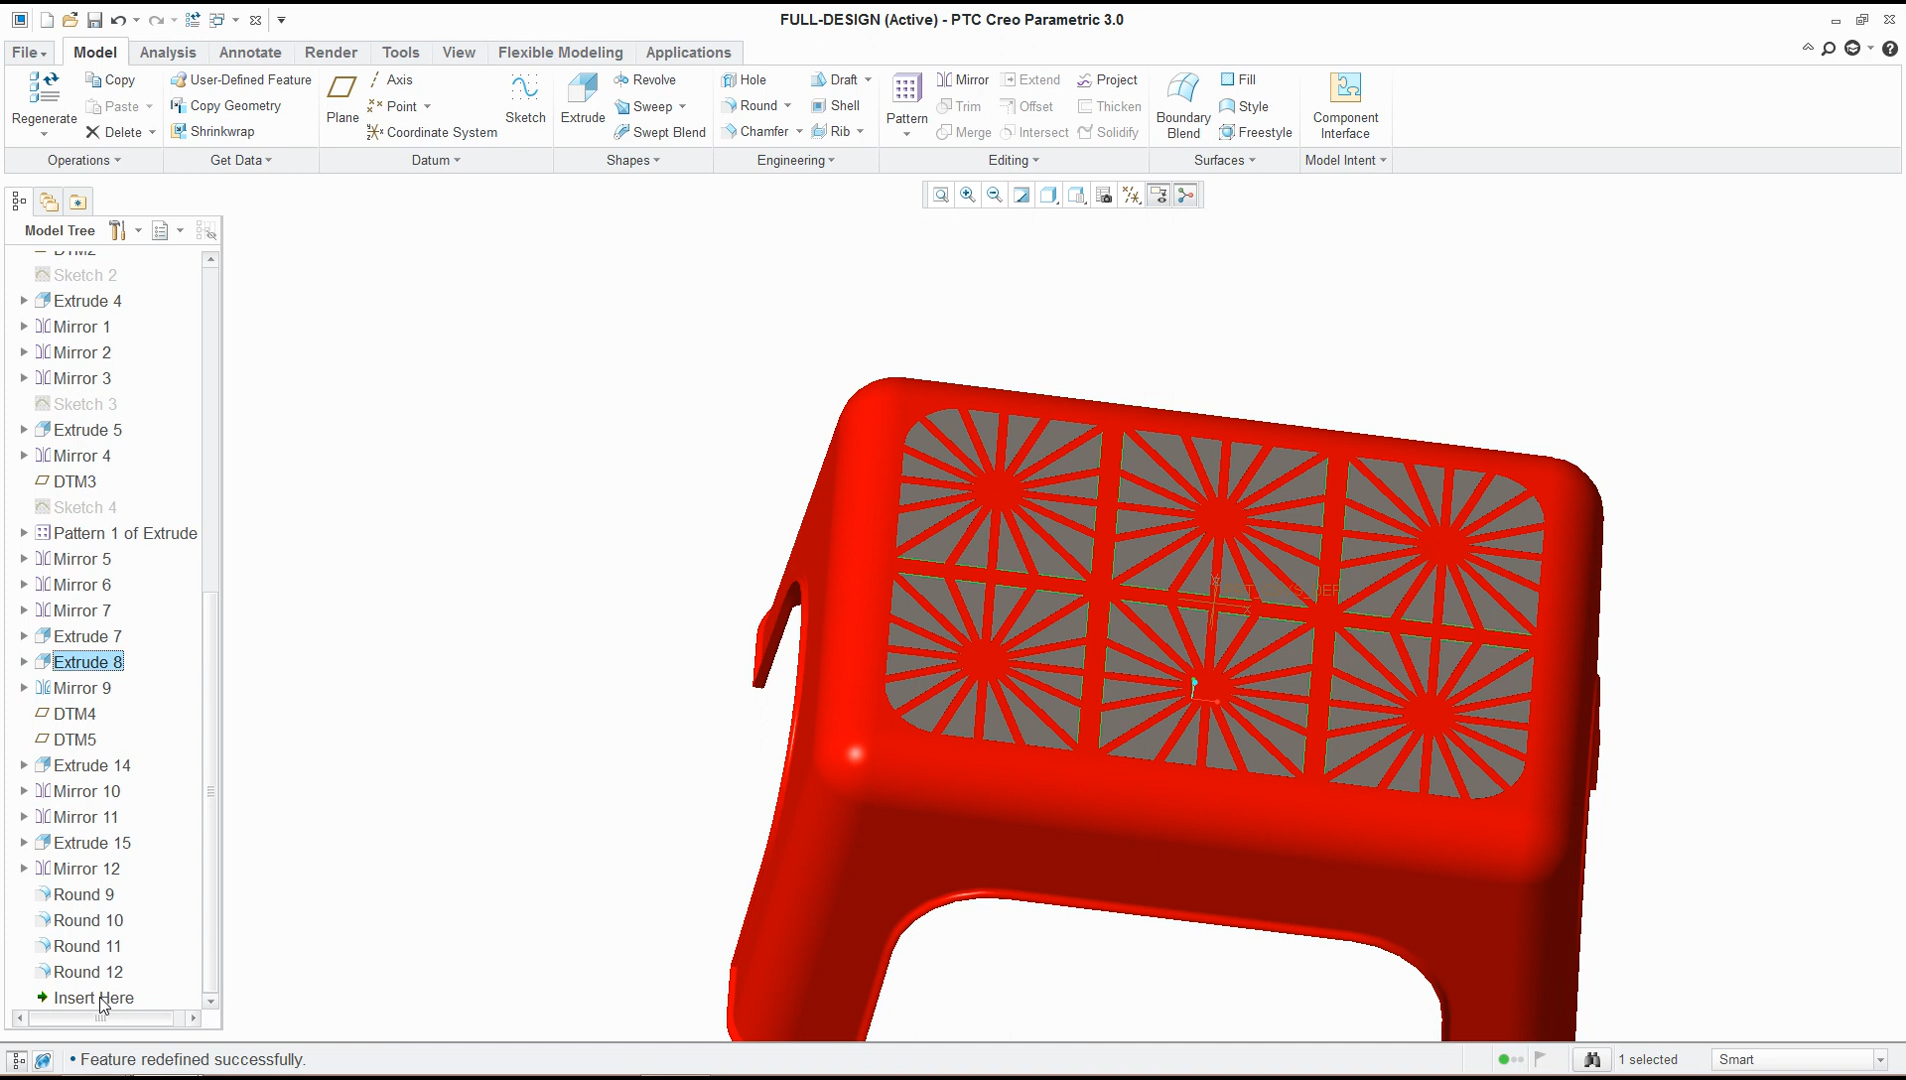 FULL-DESIGN (Active) - PTC Creo Parametric 3.0
File Model Analysis Annotate Render Tools View Flexible Modeling Applications
Regenerate Copy Paste Delete
User-Defined Feature Copy Geometry Shrinkwrap
Plane Axis Point Coordinate System Sketch
Extrude Revolve Sweep Swept Blend
Hole Round Chamfer Draft Shell Rib
Pattern Mirror Extend Project Trim Offset Thicken Merge Intersect Solidify
Boundary Blend Fill Style Freestyle
Component Interface
Operations Get Data Datum Shapes Engineering Editing Surfaces Model Intent
Model Tree
DTM2
Sketch 2
Extrude 4
Mirror 1
Mirror 2
Mirror 3
Sketch 3
Extrude 5
Mirror 4
DTM3
Sketch 4
Pattern 1 of Extrude
Mirror 5
Mirror 6
Mirror 7
Extrude 7
Extrude 8
Mirror 9
DTM4
DTM5
Extrude 14
Mirror 10
Mirror 11
Extrude 15
Mirror 12
Round 9
Round 10
Round 11
Round 12
Insert Here
• Feature redefined successfully.
1 selected
Smart